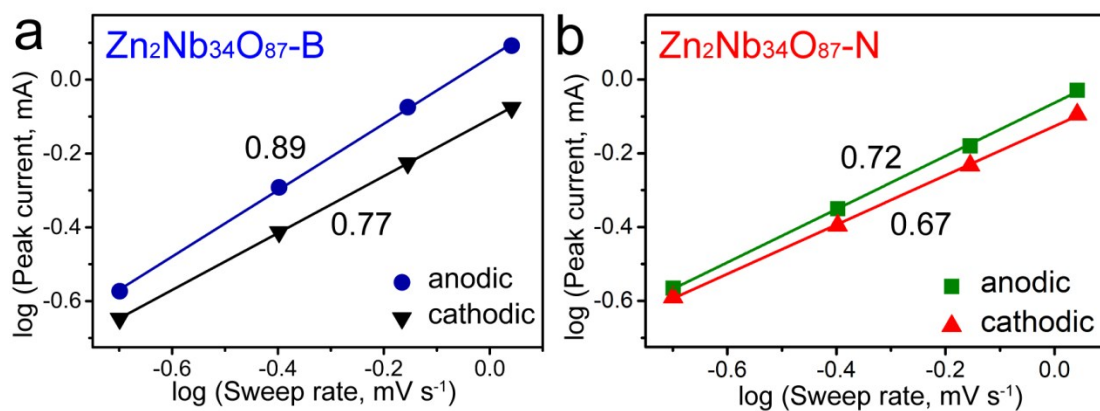 a
Zn₂Nb₃₄O₈₇-B
0.0
-0.2
-0.4
-0.6
log (Peak current, mA)
0.89
0.77
anodic
cathodic
-0.6
-0.4
-0.2
0.0
log (Sweep rate, mV s⁻¹)
b
Zn₂Nb₃₄O₈₇-N
0.0
-0.2
-0.4
-0.6
log (Peak current, mA)
0.72
0.67
anodic
cathodic
-0.6
-0.4
-0.2
0.0
log (Sweep rate, mV s⁻¹)